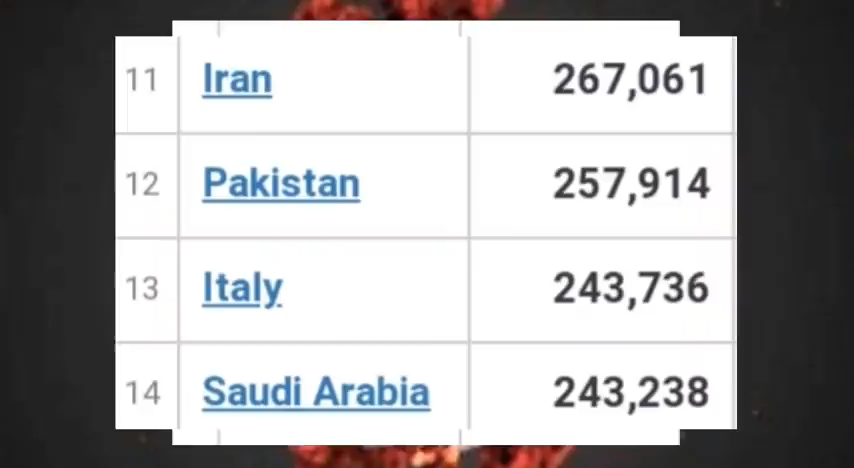 11 Iran 267,061
12 Pakistan 257,914
13 Italy 243,736
14 Saudi Arabia 243,238